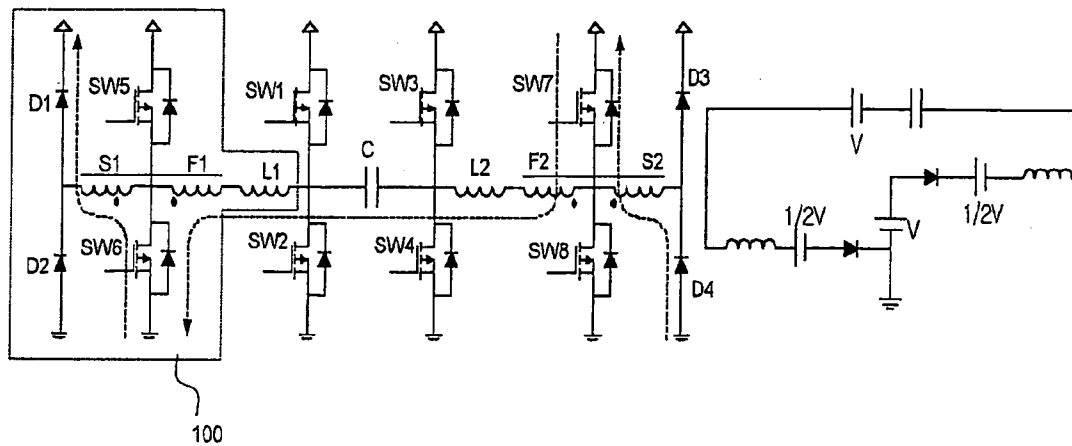 SW5
SW1
SW3
SW7
D3
D1
V
S1
F1
L1
C
L2
F2
S2
1/2V
1/2V
V
D2
SW6
SW2
SW4
SW8
D4
100